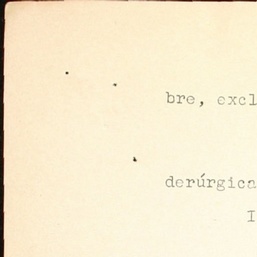 bre, excl
derúrgica
I